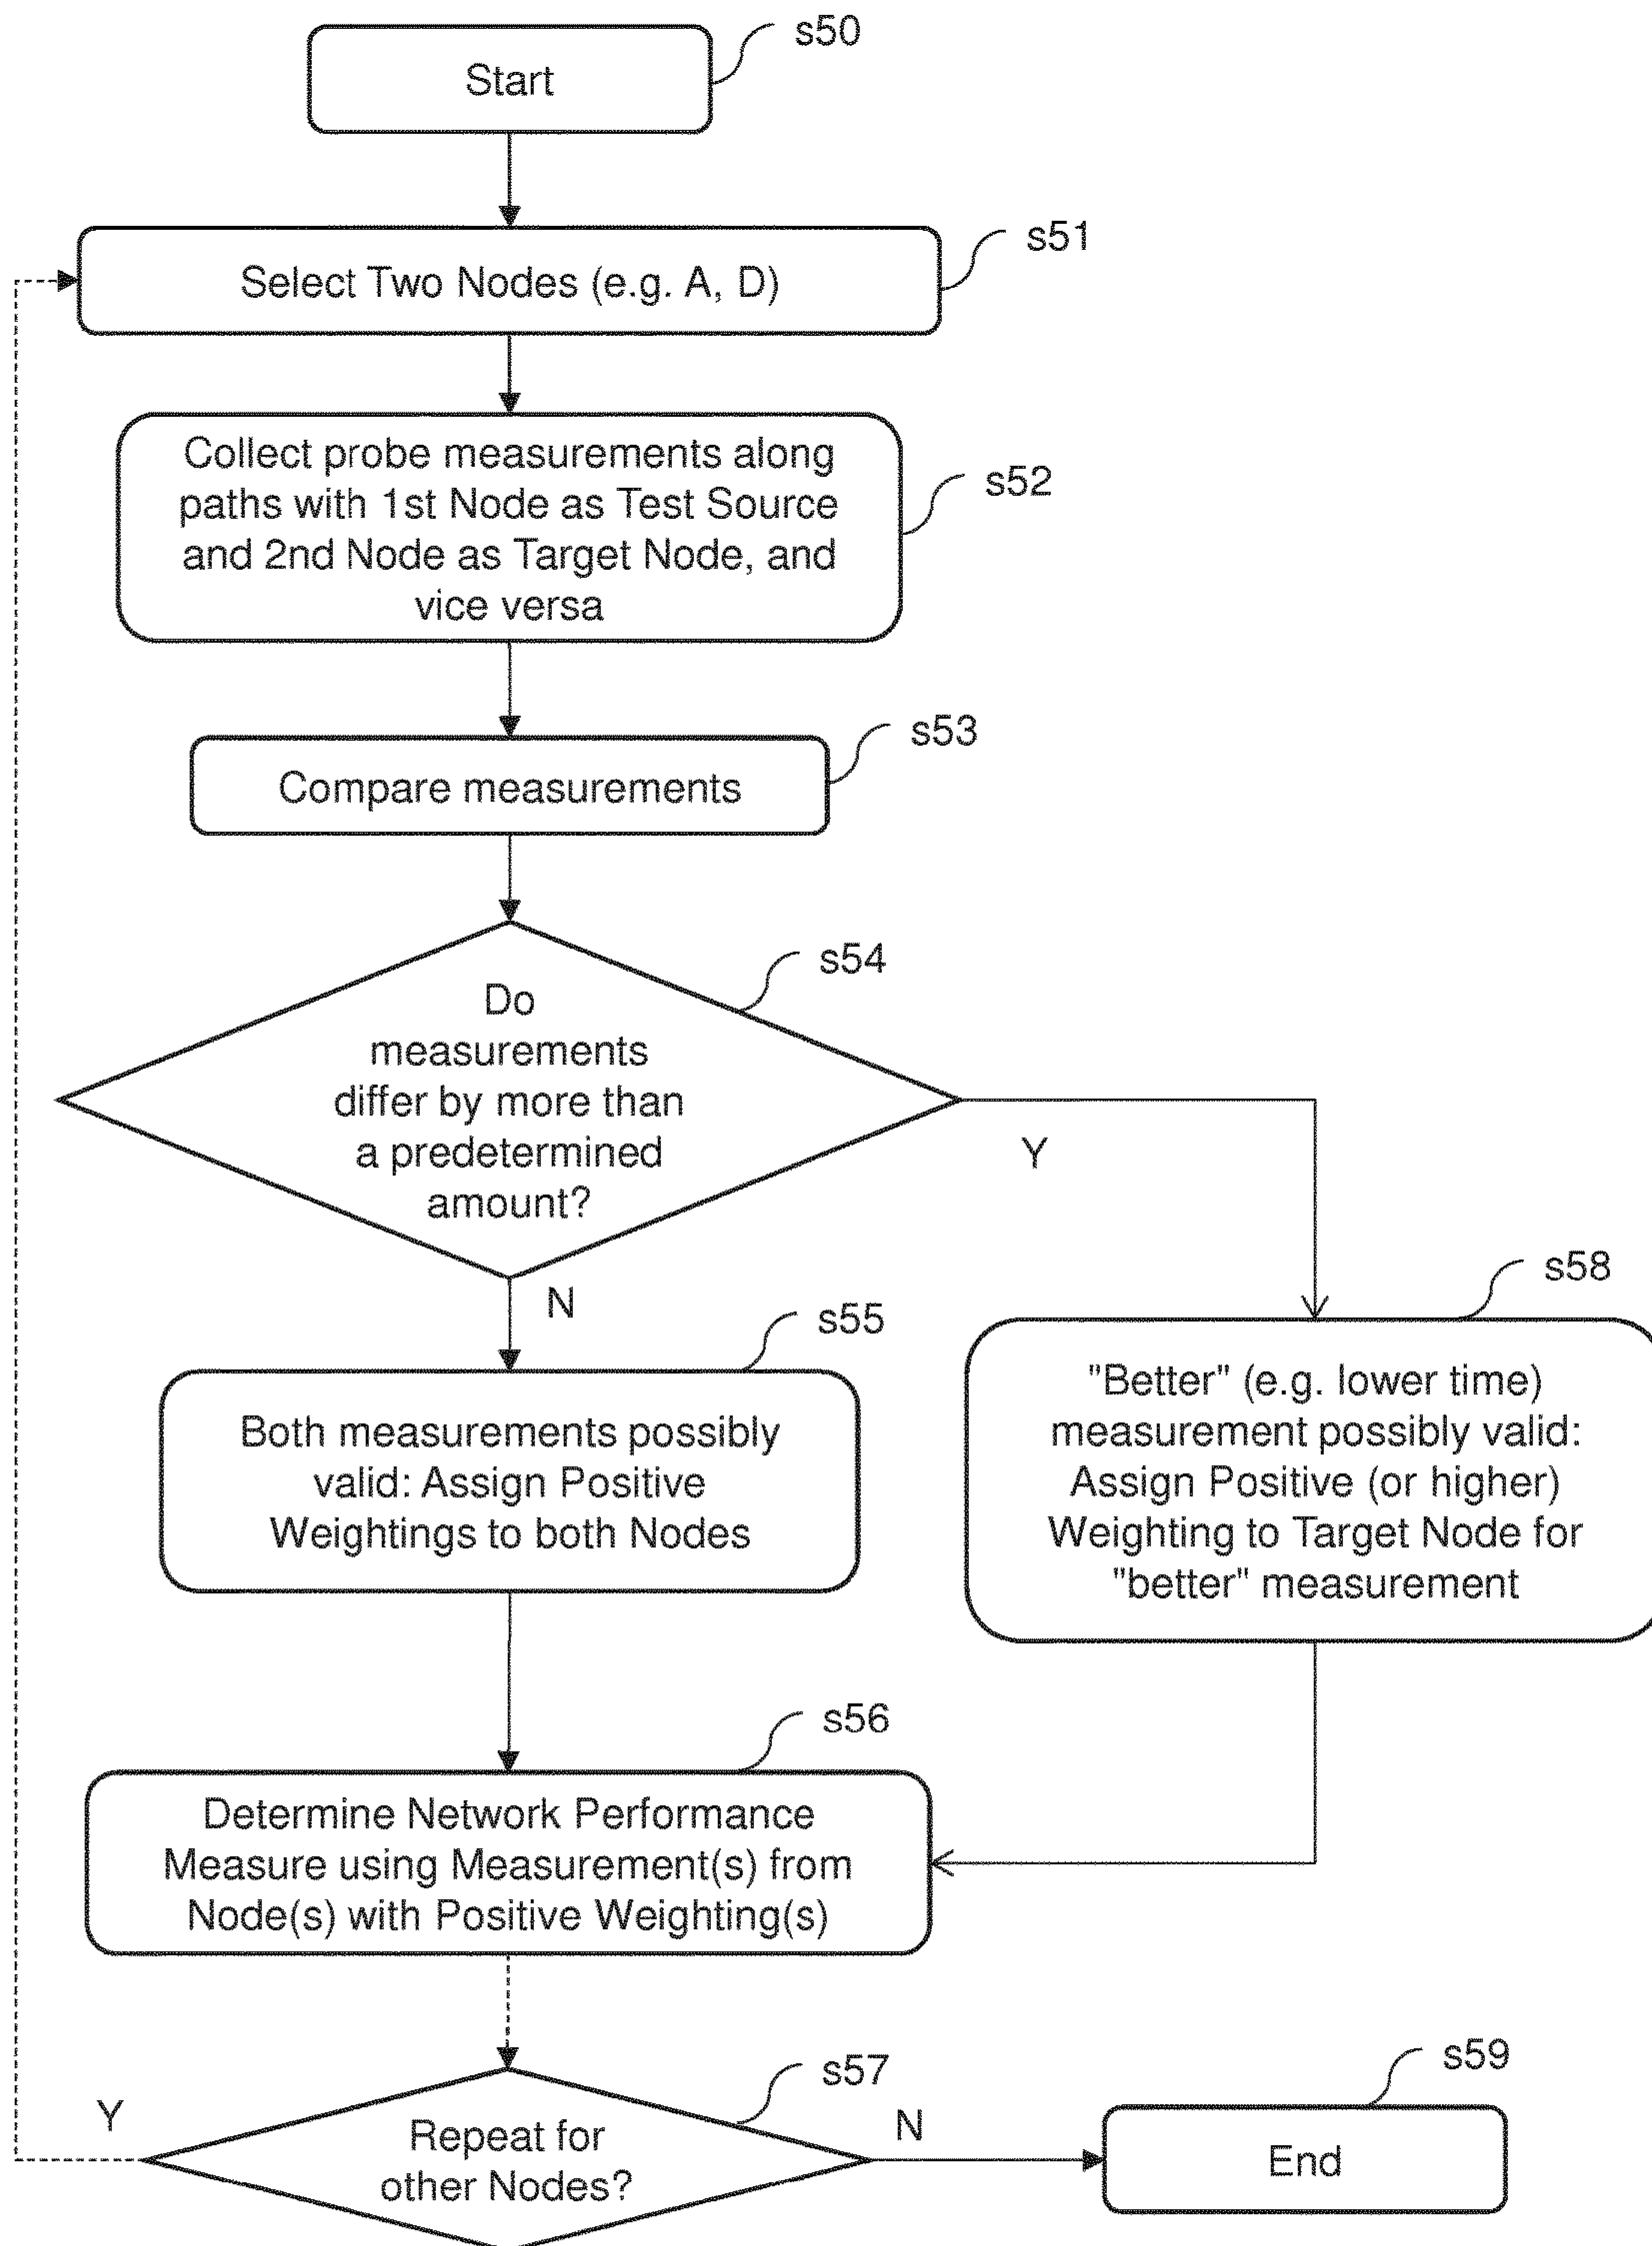 s50
Start
s51
Select Two Nodes (e.g. A, D)
s52
Collect probe measurements along
paths with 1st Node as Test Source
and 2nd Node as Target Node, and
vice versa
s53
Compare measurements
s54
Do
measurements
differ by more than
a predetermined
amount?
Y
N
s55
Both measurements possibly
valid: Assign Positive
Weightings to both Nodes
s58
"Better" (e.g. lower time)
measurement possibly valid:
Assign Positive (or higher)
Weighting to Target Node for
"better" measurement
s56
Determine Network Performance
Measure using Measurement(s) from
Node(s) with Positive Weighting(s)
s57
Repeat for
other Nodes?
Y
N
s59
End